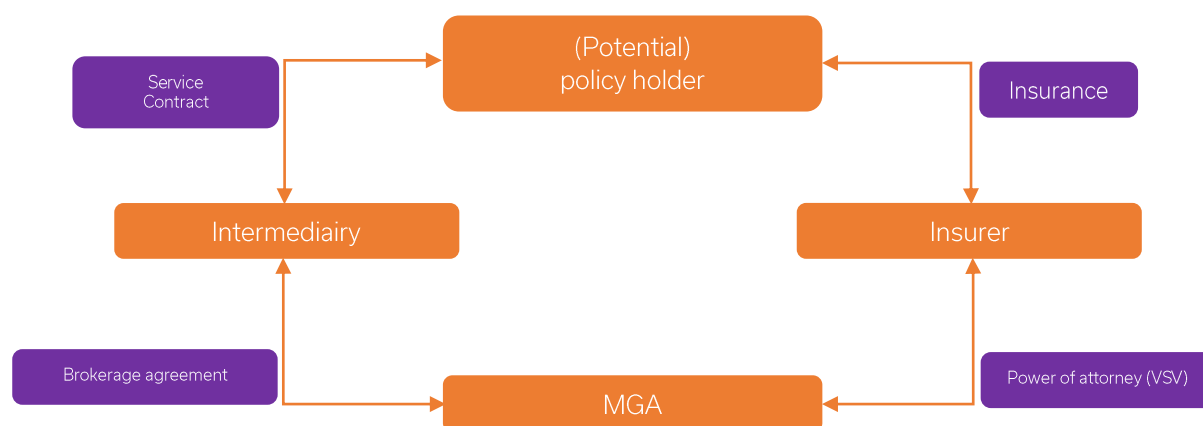 (Potential)
policy holder
Service
Contract
Insurance
Intermediairy
Insurer
Brokerage agreement
Power of attorney (VSV)
MGA